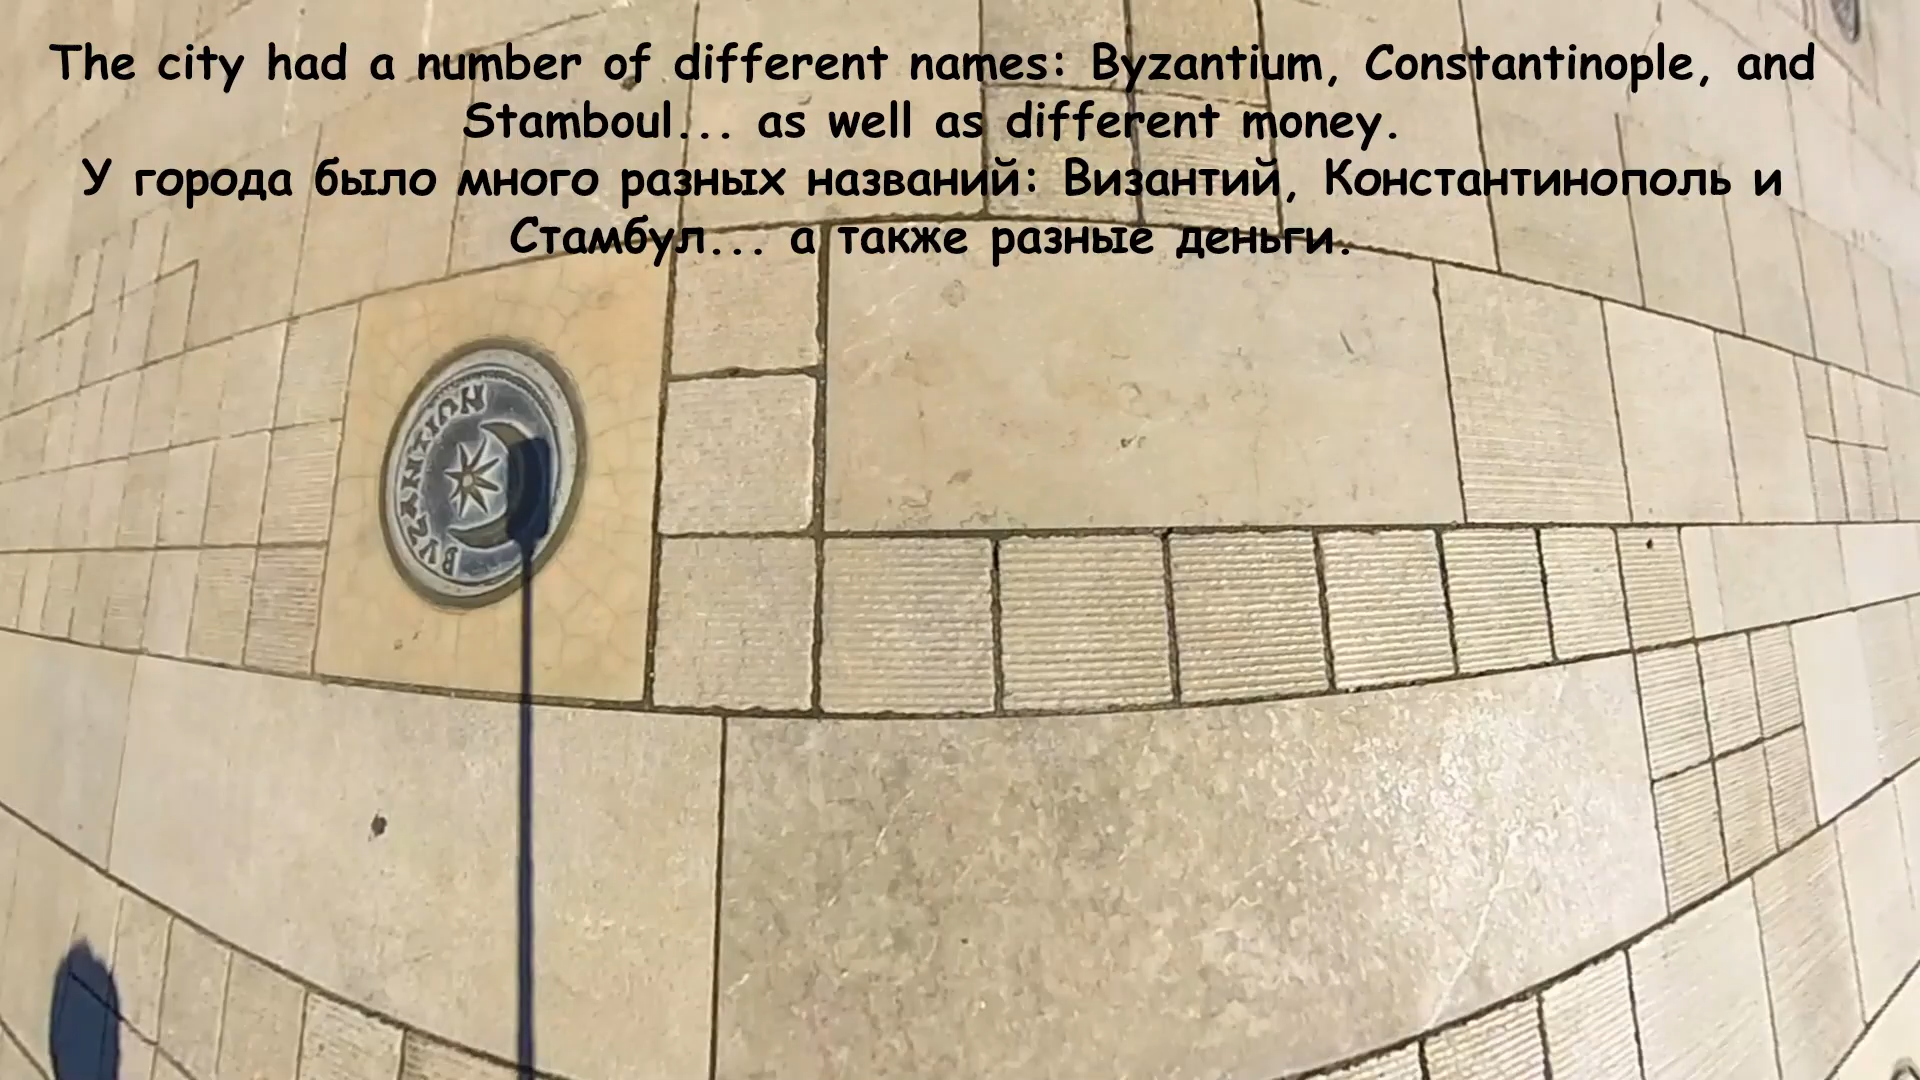 The city had a number of different names: Byzantium, Constantinople, and
Stamboul... as well as different money.
У города было много разных названий: Византий, Константинополь и
Стамбул... а также разные деньги.
BYZANTION